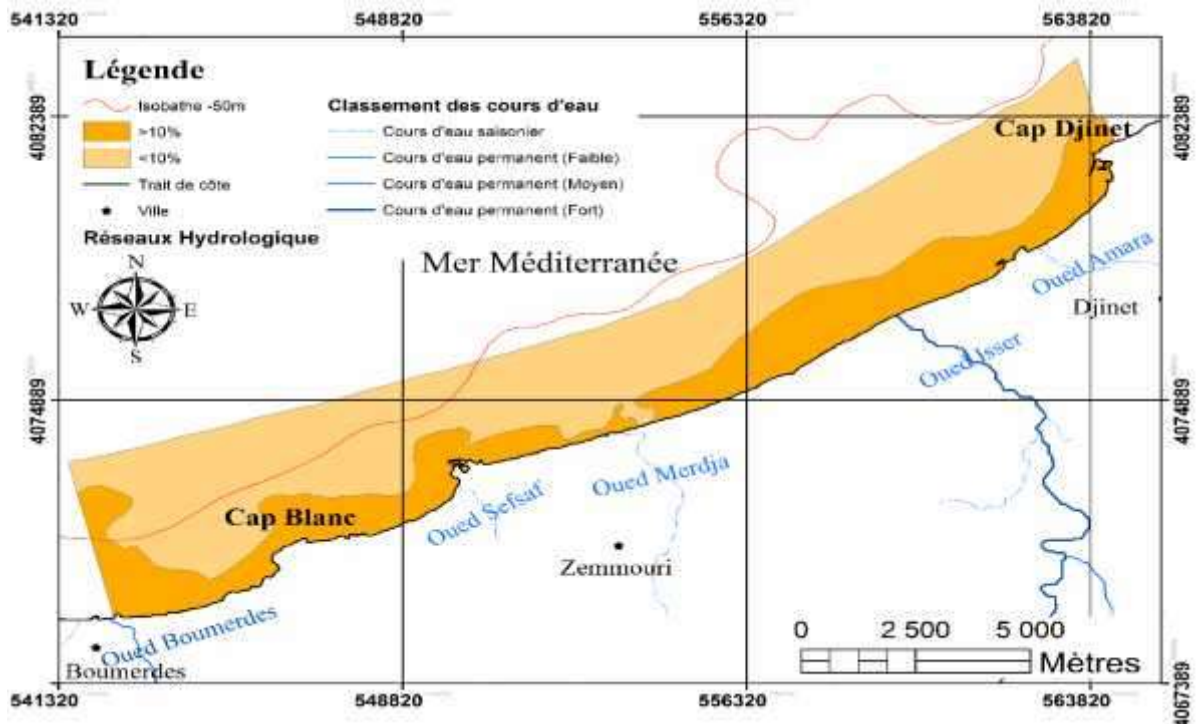 541320
548820
556320
563820
Légende
Isobathe -50m
>10%
<10%
Trait de côte
Ville
Réseaux Hydrologique
Classement des cours d'eau
Cours d'eau saisonier
Cours d'eau permanent (Faible)
Cours d'eau permanent (Moyen)
Cours d'eau permanent (Fort)
4082389
4082389
Cap Djinet
N
W
E
S
Mer Méditerranée
Oued Amara
Djinet
Oued Isser
4074889
4074889
Oued Merdja
Oued Sefsaf
Cap Blanc
Zemmouri
Oued Boumerdes
Boumerdes
0
2 500
5 000
Mètres
4067389
541320
548820
556320
563820